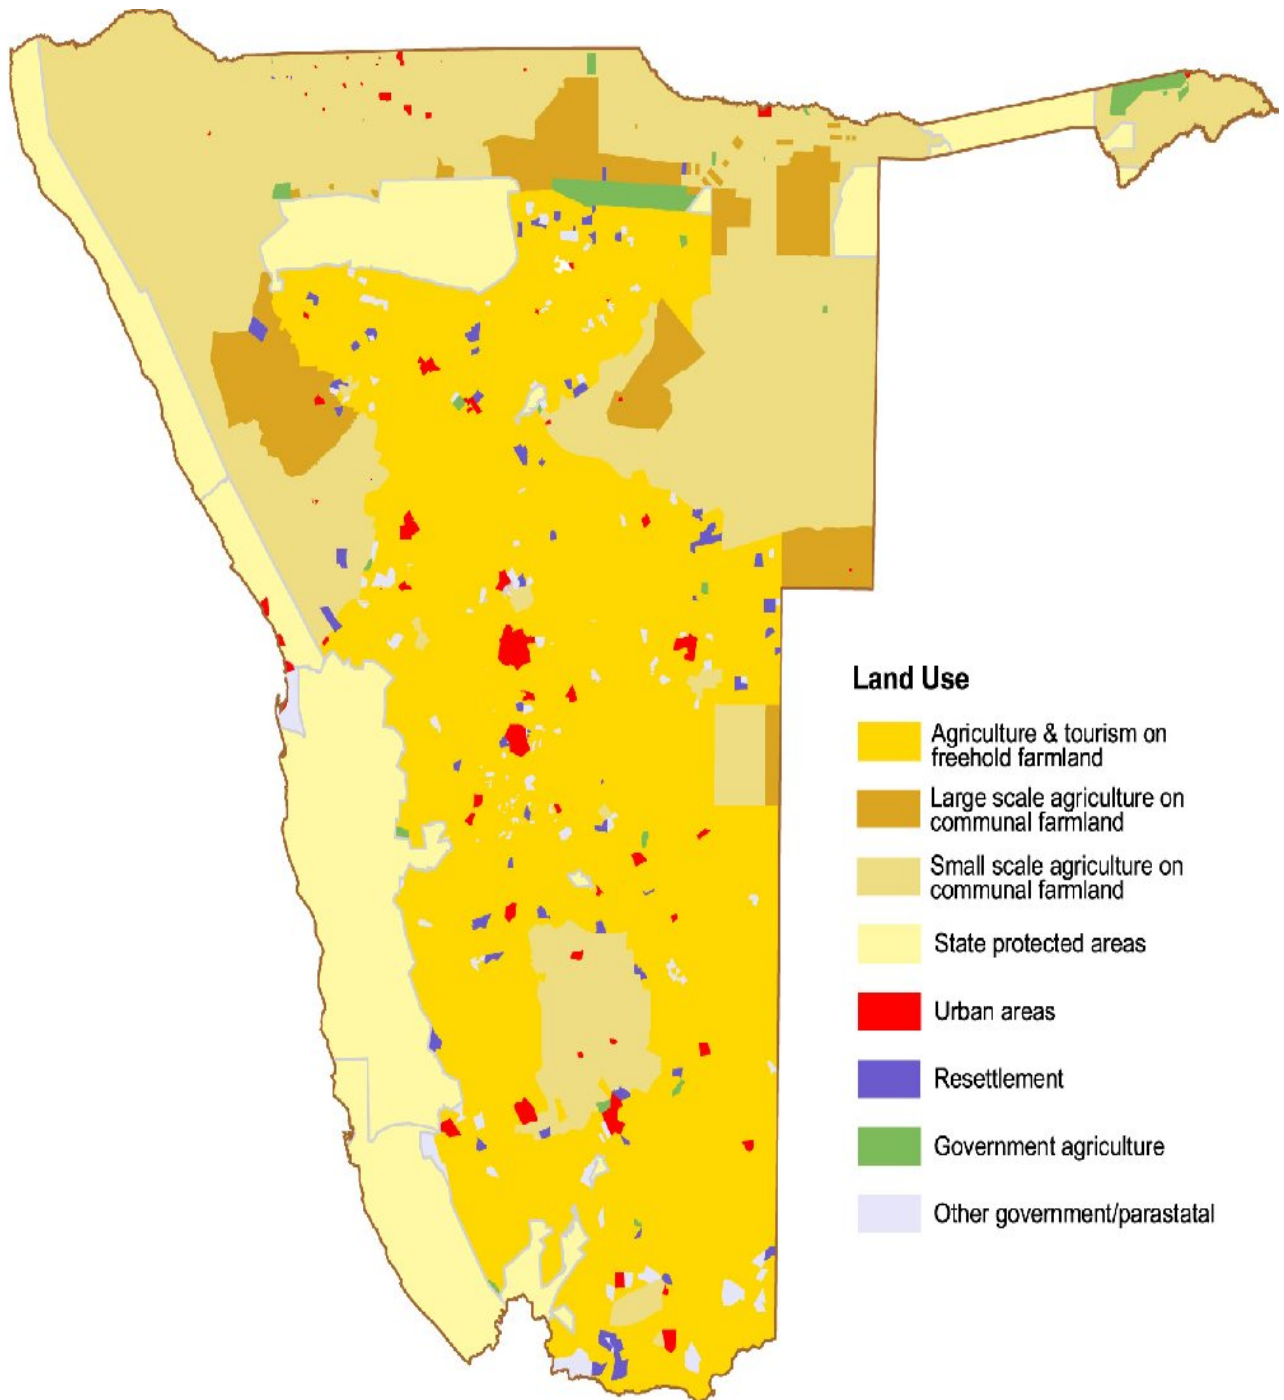 Land Use
Agriculture & tourism on
freehold farmland
Large scale agriculture on
communal farmland
Small scale agriculture on
communal farmland
State protected areas
Urban areas
Resettlement
Government agriculture
Other government/parastatal